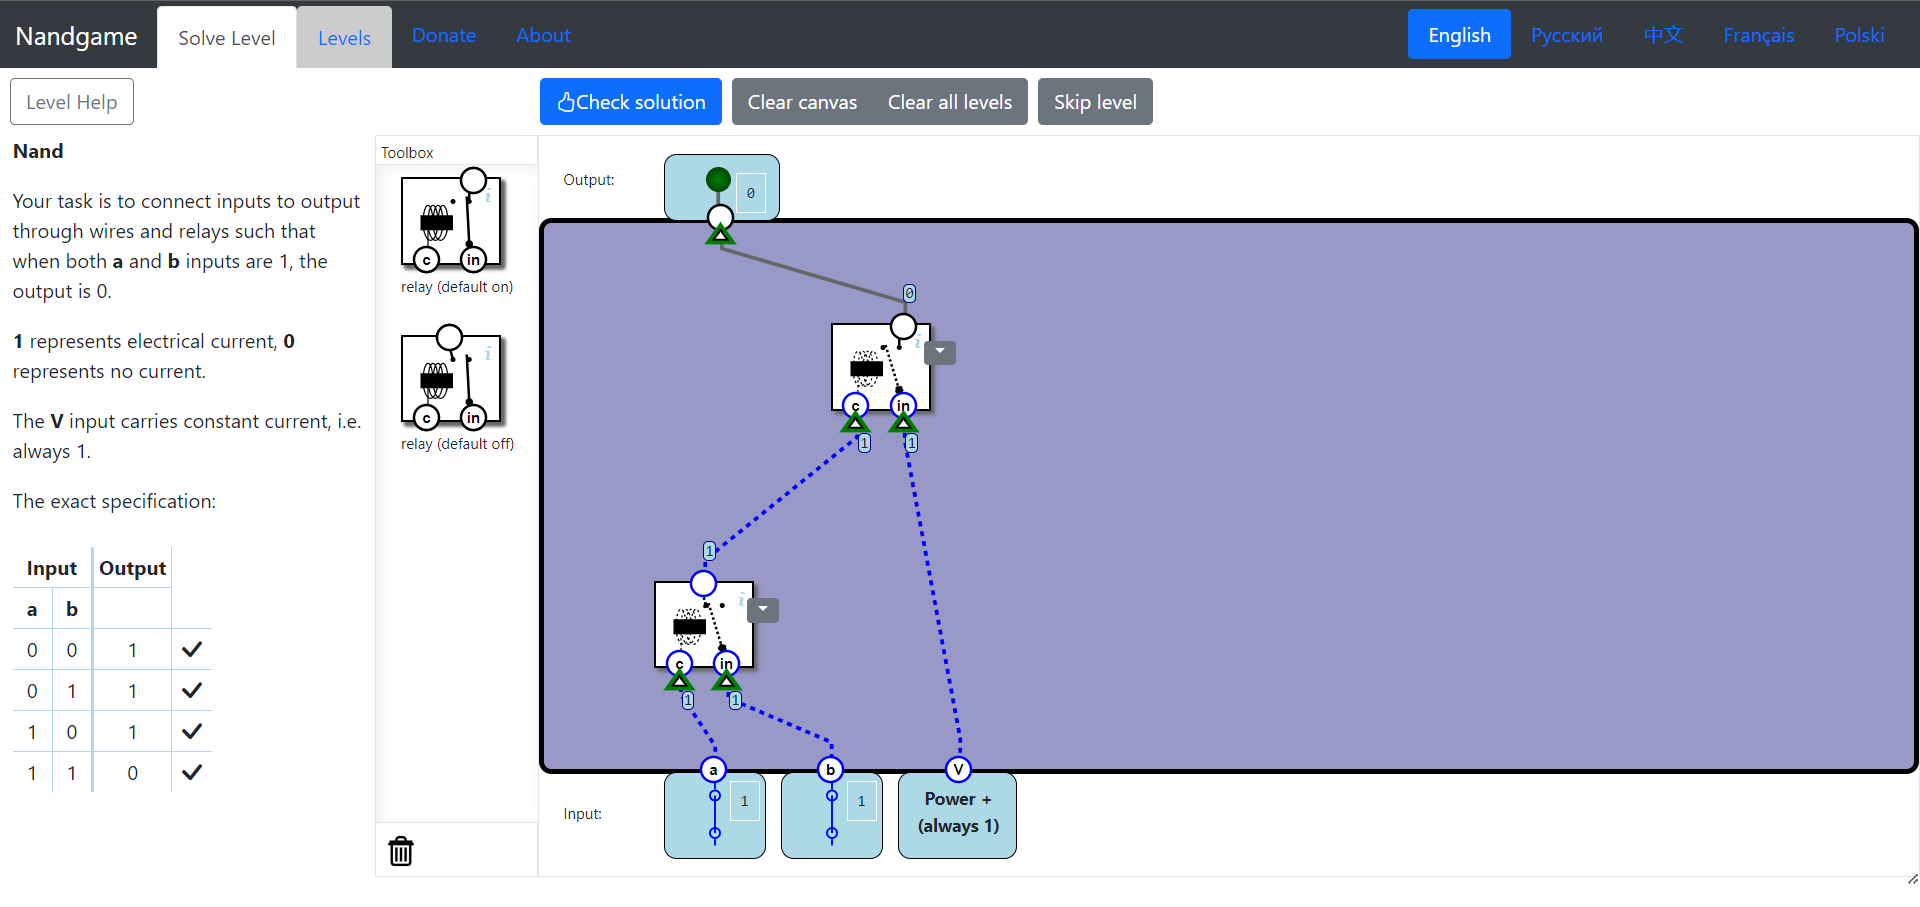 Nandgame
Solve Level
Levels
Donate
About
English
Русский
中文
Français
Polski
Level Help
Check solution
Clear canvas
Clear all levels
Skip level
Nand
Your task is to connect inputs to output
through wires and relays such that
when both a and b inputs are 1, the
output is 0.
1 represents electrical current, 0
represents no current.
The V input carries constant current, i.e.
always 1.
The exact specification:
Input Output
a b
0 0 1
0 1 1
1 0 1
1 1 0
Toolbox
i
c in
relay (default on)
i
c in
relay (default off)
Output:
0
0
i
c in
1 1
1
i
c in
1 1
a b V
Input:
1
1
Power +
(always 1)